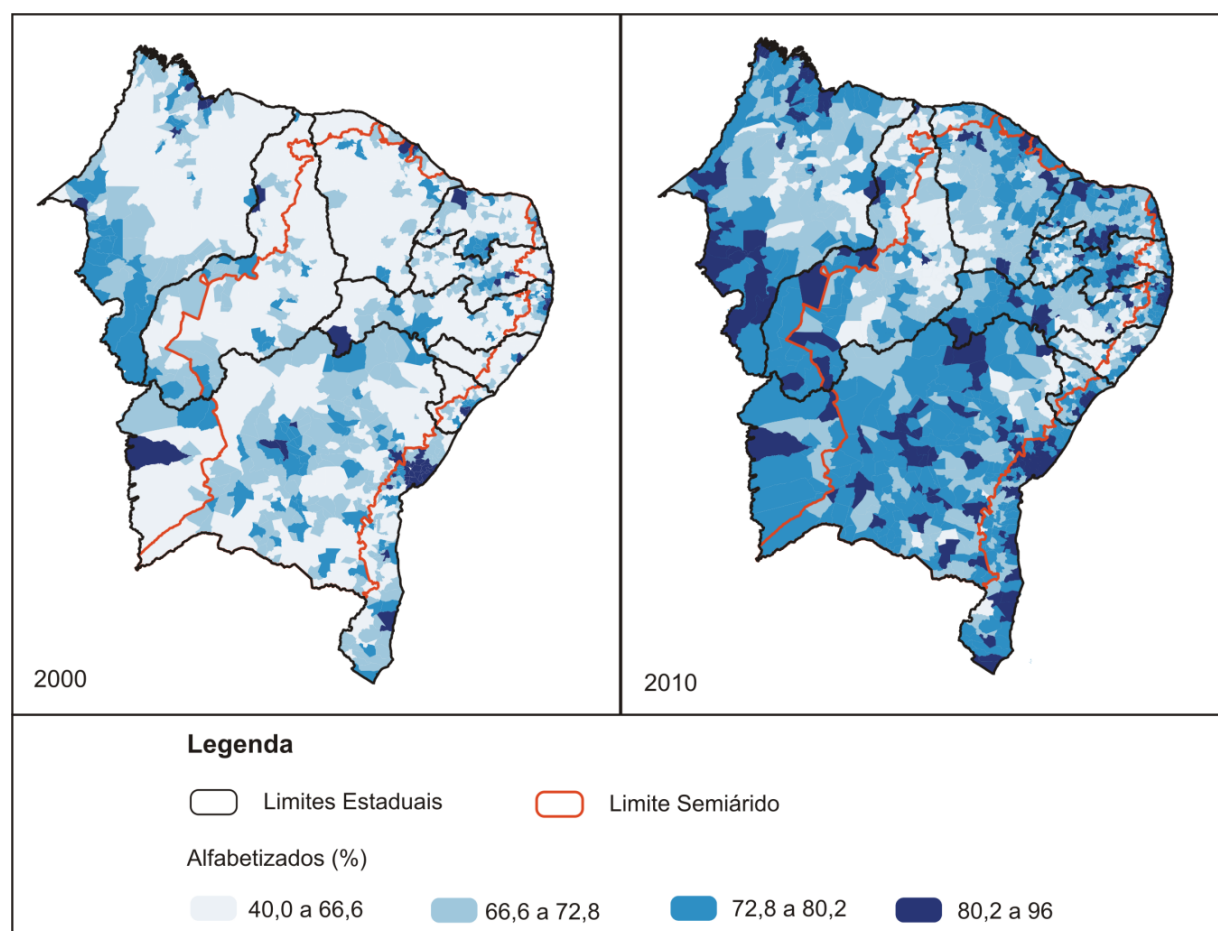 2000
2010
Legenda
Limites Estaduais
Limite Semiárido
Alfabetizados (%)
40,0 a 66,6
66,6 a 72,8
72,8 a 80,2
80,2 a 96